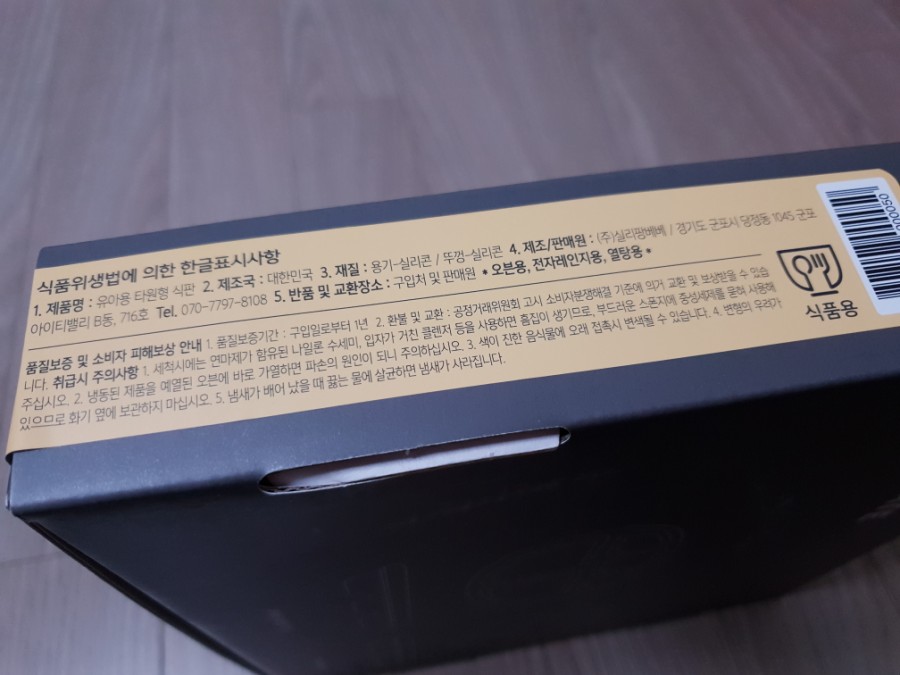 식품위생법에 의한 한글표시사항
1. 제품명 : 유아용 타원형 식판 2. 제조국 : 대한민국 3. 재질 : 용기-실리콘 / 뚜껑-실리콘 4. 제조/판매원 : (주)실리팡베베 / 경기도 군포시 당정동 1045 군포
아이티밸리 B동, 716호 Tel. 070-7797-8108 5. 반품 및 교환장소 : 구입처 및 판매원 * 오븐용, 전자레인지용, 열탕용 *
품질보증 및 소비자 피해보상 안내 1. 품질보증기간 : 구입일로부터 1년 2. 환불 및 교환 : 공정거래위원회 고시 소비자분쟁해결 기준에 의거 교환 및 보상받을 수 있습
니다. 취급시 주의사항 1. 세척시에는 연마제가 함유된 나일론 수세미, 입자가 거친 클렌저 등을 사용하면 흠집이 생기므로, 부드러운 스폰지에 중성세제를 묻혀 사용해
주십시오. 2. 냉동된 제품을 예열된 오븐에 바로 가열하면 파손의 원인이 되니 주의하십시오. 3. 색이 진한 음식물에 오래 접촉시 변색될 수 있습니다. 4. 변형의 우려가
있으므로 화기 옆에 보관하지 마십시오. 5. 냄새가 배어 났을 때 끓는 물에 살균하면 냄새가 사라집니다.
식품용